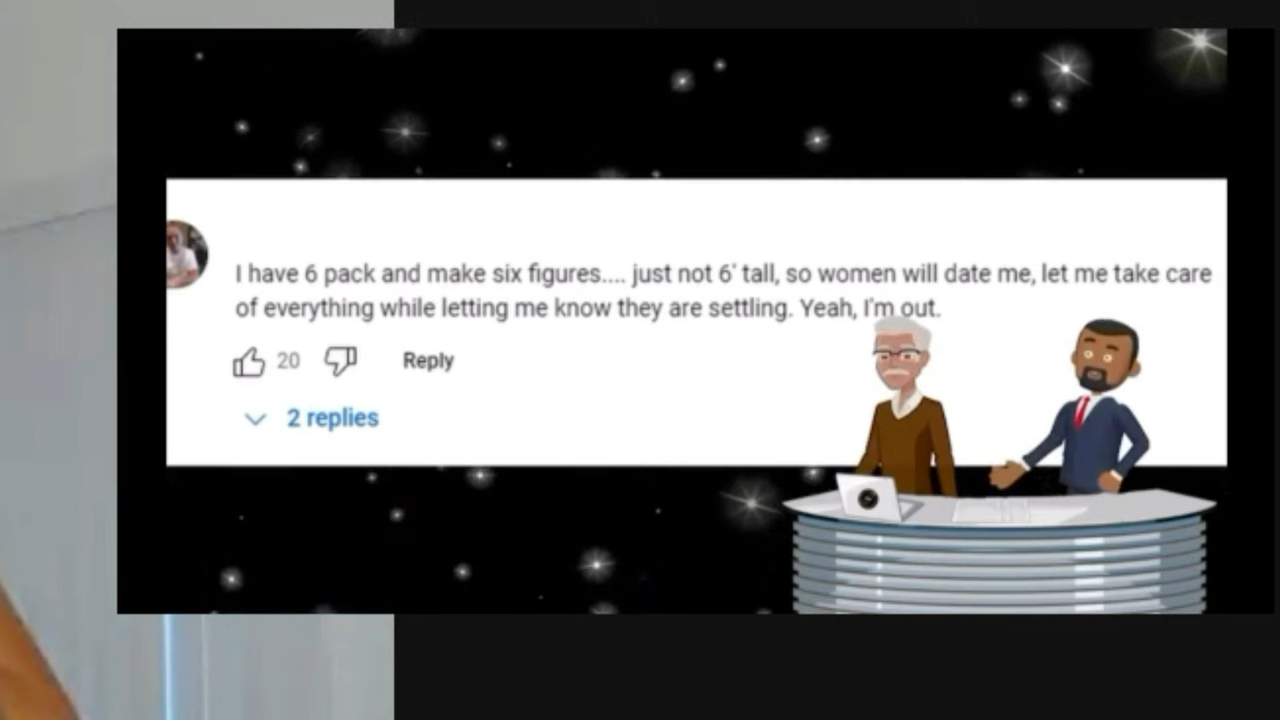 I have 6 pack and make six figures.... just not 6' tall, so women will date me, let me take care
of everything while letting me know they are settling. Yeah, I'm out.
20 Reply
2 replies